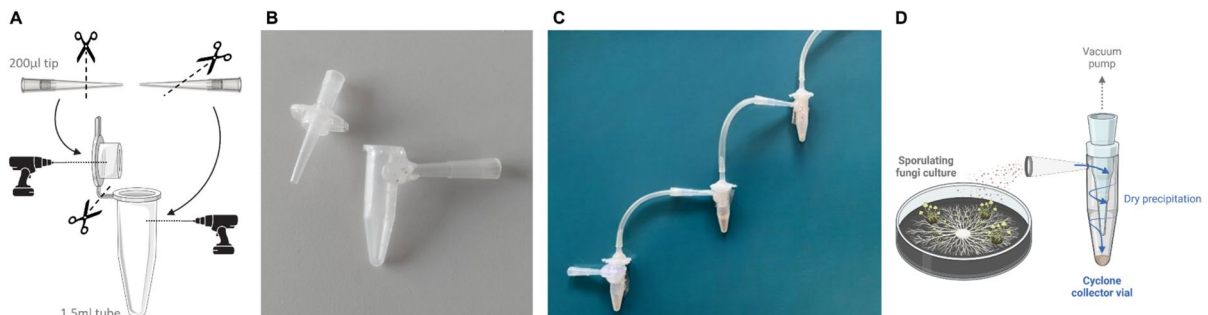 A
B
C
D
200µl tip
1.5ml tube
Vacuum
pump
Sporulating
fungi culture
Dry precipitation
Cyclone
collector vial